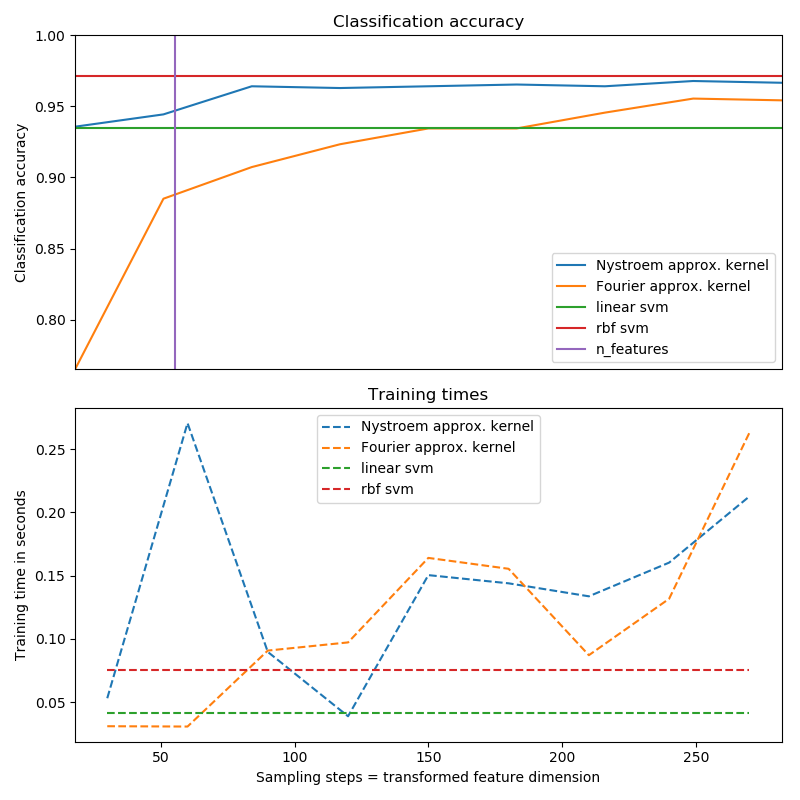 Classification accuracy
1.00
0.95
0.90
0.85
0.80
Classification accuracy
Nystroem approx. kernel
Fourier approx. kernel
linear svm
rbf svm
n_features
Training times
0.25
0.20
0.15
0.10
0.05
Training time in seconds
Nystroem approx. kernel
Fourier approx. kernel
linear svm
rbf svm
50 100 150 200 250
Sampling steps = transformed feature dimension